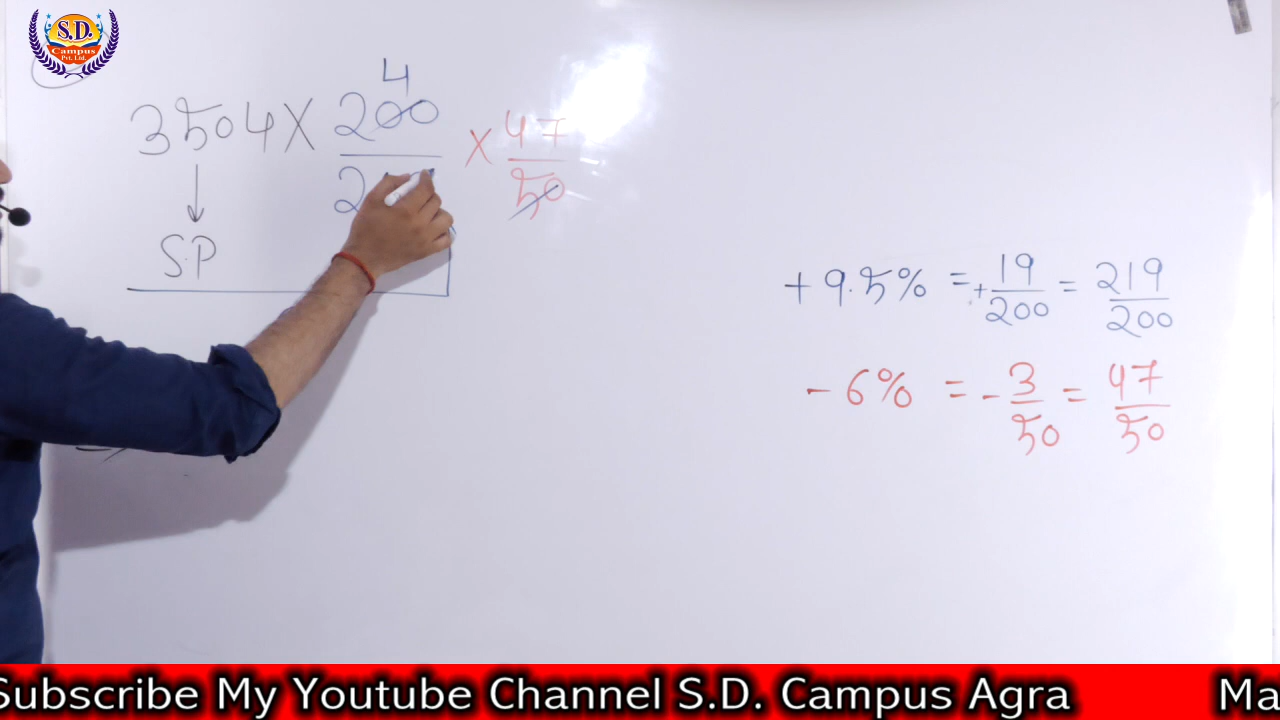 S.D.
Campus
Pvt. Ltd.
4
3504 X 200 X 47
2 50
S.P
+ 9.5% = + 19/200 = 219/200
- 6% = - 3/50 = 47/50
Subscribe My Youtube Channel S.D. Campus Agra Ma